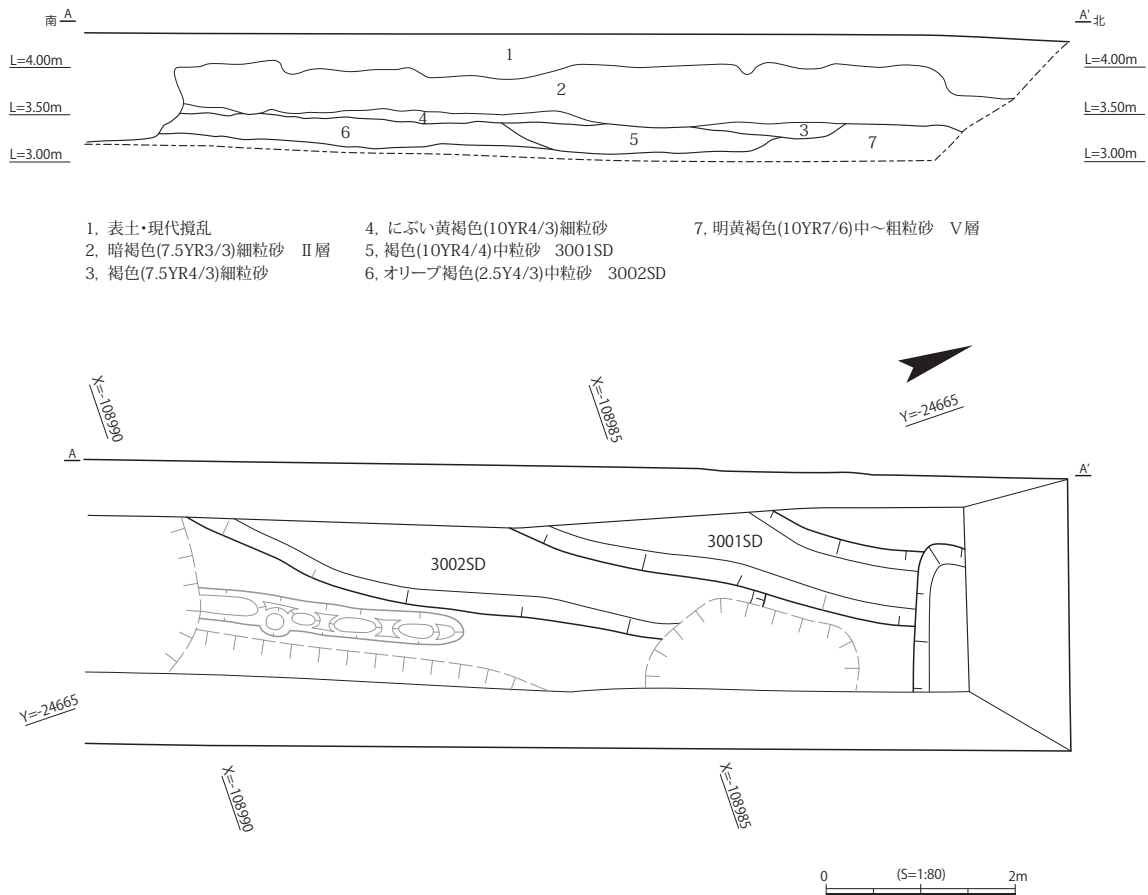 南 A
A' 北
1
L=4.00m
L=4.00m
2
L=3.50m
L=3.50m
4
3
6
5
7
L=3.00m
L=3.00m
1, 表土・現代撹乱
2, 暗褐色(7.5YR3/3)細粒砂 Ⅱ層
3, 褐色(7.5YR4/3)細粒砂
4, にぶい黄褐色(10YR4/3)細粒砂
5, 褐色(10YR4/4)中粒砂 3001SD
6, オリーブ褐色(2.5Y4/3)中粒砂 3002SD
7, 明黄褐色(10YR7/6)中〜粗粒砂 Ⅴ層
X=-108990
X=-108985
Y=-24665
A
A'
3001SD
3002SD
Y=-24665
X=-108990
X=-108985
0 (S=1:80) 2m